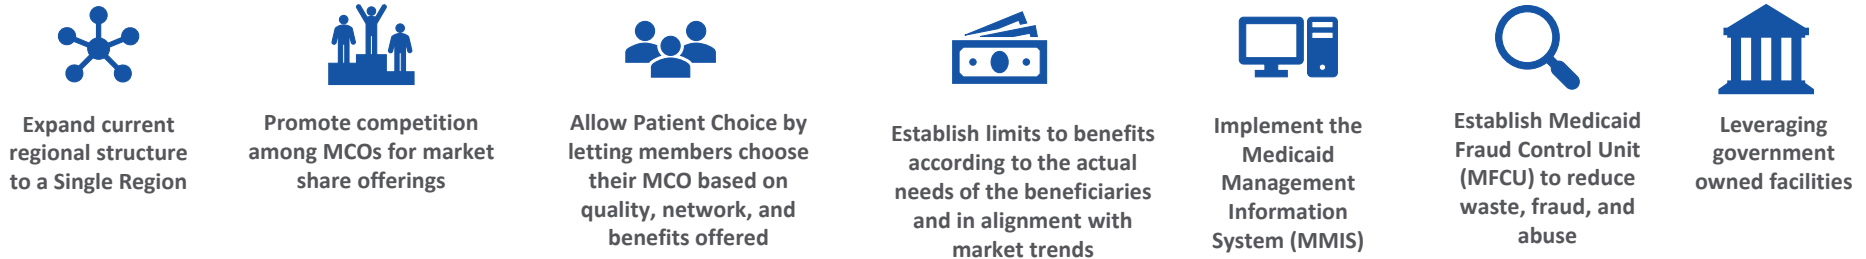 Expand current
regional structure
to a Single Region
Promote competition
among MCOs for market
share offerings
Allow Patient Choice by
letting members choose
their MCO based on
quality, network, and
benefits offered
Establish limits to benefits
according to the actual
needs of the beneficiaries
and in alignment with
market trends
Implement the
Medicaid
Management
Information
System (MMIS)
Establish Medicaid
Fraud Control Unit
(MFCU) to reduce
waste, fraud, and
abuse
Leveraging
government
owned facilities